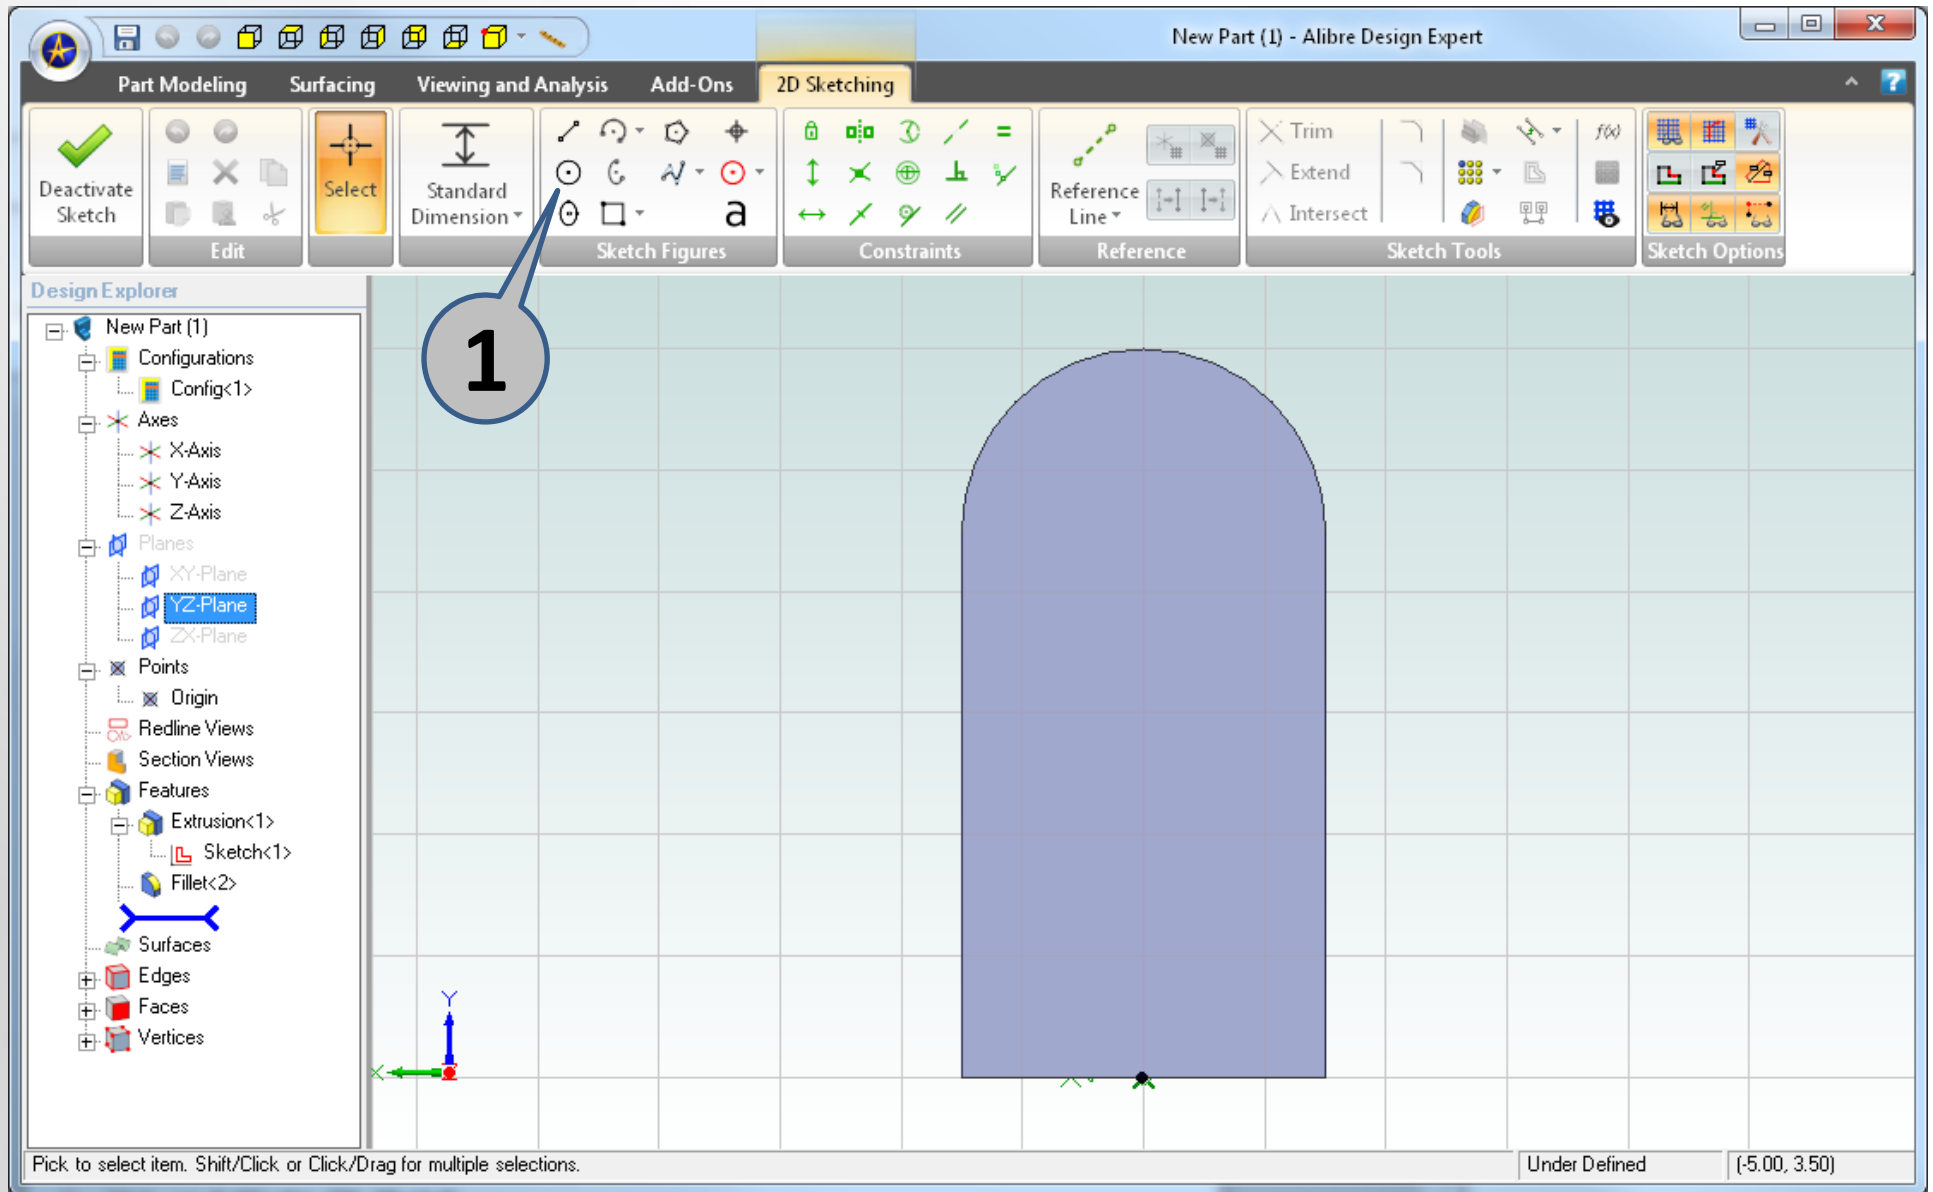 New Part (1) - Alibre Design Expert
Part Modeling Surfacing Viewing and Analysis Add-Ons 2D Sketching
Deactivate Sketch
Edit
Select
Standard Dimension
a
Sketch Figures
Constraints
Reference Line
Reference
Trim
Extend
Intersect
f(x)
Sketch Tools
Sketch Options
1
Design Explorer
New Part (1)
Configurations
Config<1>
Axes
X-Axis
Y-Axis
Z-Axis
Planes
XY-Plane
YZ-Plane
ZX-Plane
Points
Origin
Redline Views
Section Views
Features
Extrusion<1>
Sketch<1>
Fillet<2>
Surfaces
Edges
Faces
Vertices
Y
X
Z
Pick to select item. Shift/Click or Click/Drag for multiple selections.
Under Defined
(-5.00, 3.50)